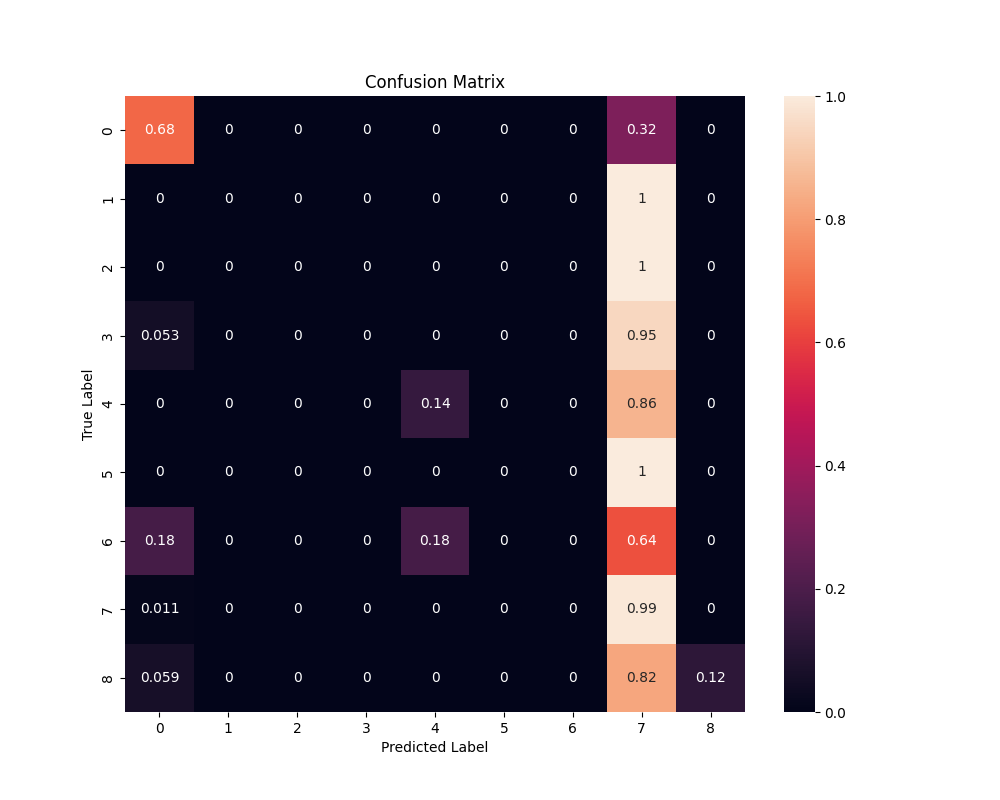 Confusion Matrix
0 0.68 0 0 0 0 0 0 0.32 0
1 0 0 0 0 0 0 0 1 0
2 0 0 0 0 0 0 0 1 0
3 0.053 0 0 0 0 0 0 0.95 0
4 0 0 0 0 0.14 0 0 0.86 0
5 0 0 0 0 0 0 0 1 0
6 0.18 0 0 0 0.18 0 0 0.64 0
7 0.011 0 0 0 0 0 0 0.99 0
8 0.059 0 0 0 0 0 0 0.82 0.12
0 1 2 3 4 5 6 7 8
Predicted Label
True Label
1.0
0.8
0.6
0.4
0.2
0.0